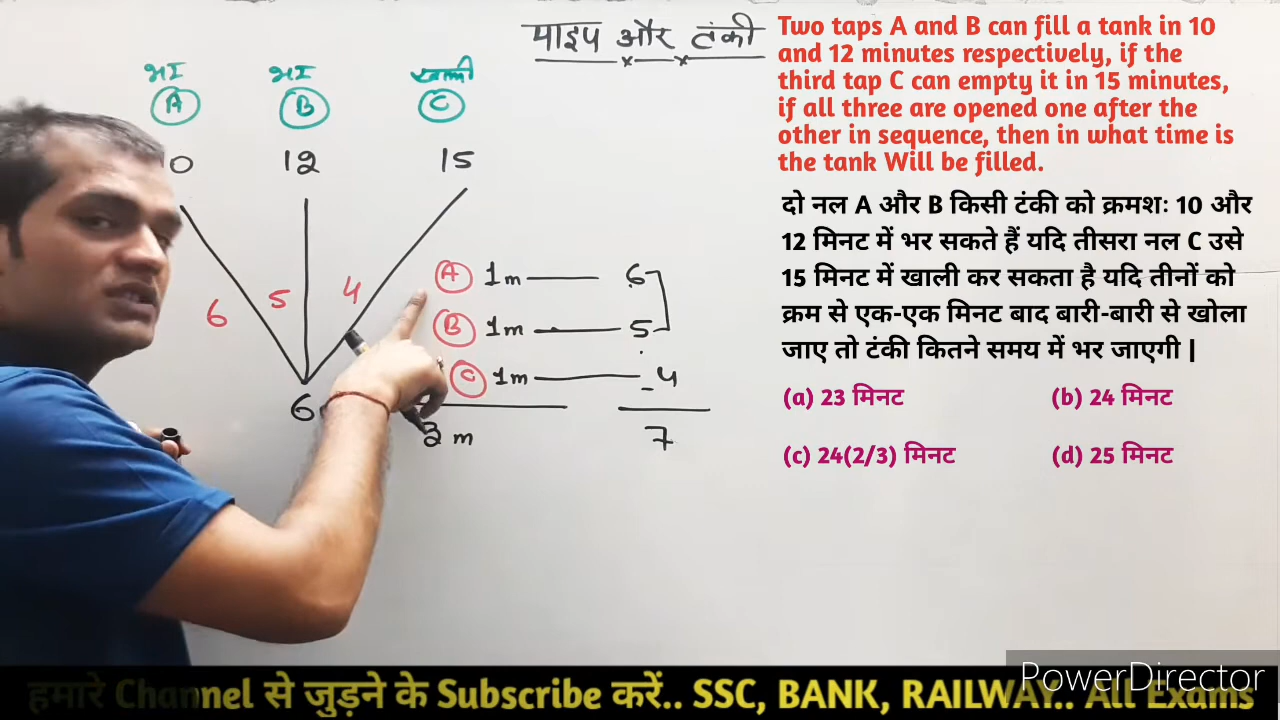 पाइप और टंकी
भरा भरा खाली
A B C
10 12 15
6 5 4
A 1m 6
B 1m 5
C 1m -4
3 m 7
Two taps A and B can fill a tank in 10
and 12 minutes respectively, if the
third tap C can empty it in 15 minutes,
if all three are opened one after the
other in sequence, then in what time is
the tank Will be filled.
दो नल A और B किसी टंकी को क्रमशः 10 और
12 मिनट में भर सकते हैं यदि तीसरा नल C उसे
15 मिनट में खाली कर सकता है यदि तीनों को
क्रम से एक-एक मिनट बाद बारी-बारी से खोला
जाए तो टंकी कितने समय में भर जाएगी |
(a) 23 मिनट (b) 24 मिनट
(c) 24(2/3) मिनट (d) 25 मिनट
PowerDirector
हमारे Channel से जुड़ने के Subscribe करें.. SSC, BANK, RAILWAY.. All Exams